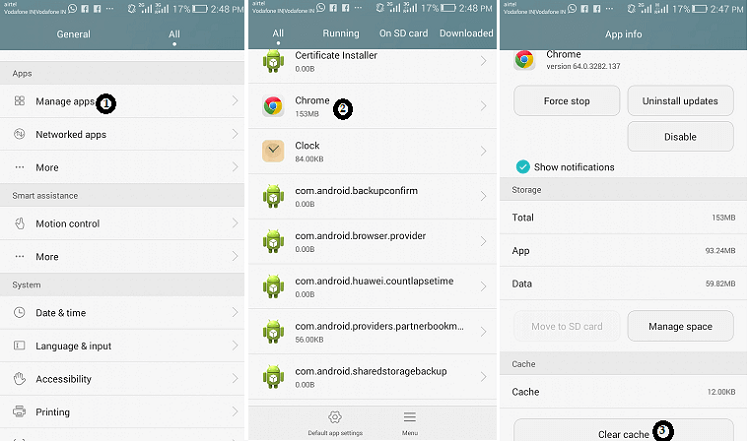 airtel
Vodafone IN|Vodafone IN
3G
3G
17%
2:48 PM
General
All
Apps
Manage apps
1
Networked apps
More
Smart assistance
Motion control
More
System
Date & time
Language & input
Accessibility
Printing
airtel
Vodafone IN|Vodafone IN
3G
3G
17%
2:48 PM
All
Running
On SD card
Downloaded
Certificate Installer
0.00B
Chrome
153MB
2
Clock
84.00KB
com.android.backupconfirm
0.00B
com.android.browser.provider
0.00B
com.android.huawei.countlapsetime
0.00B
com.android.providers.partnerbookm...
56.00KB
com.android.sharedstoragebackup
0.00B
Default app settings
Menu
airtel
Vodafone IN|Vodafone IN
3G
3G
17%
2:47 PM
App info
Chrome
version 64.0.3282.137
Force stop
Uninstall updates
Disable
Show notifications
Storage
Total
153MB
App
93.24MB
Data
59.82MB
Move to SD card
Manage space
Cache
Cache
12.00KB
Clear cache
3